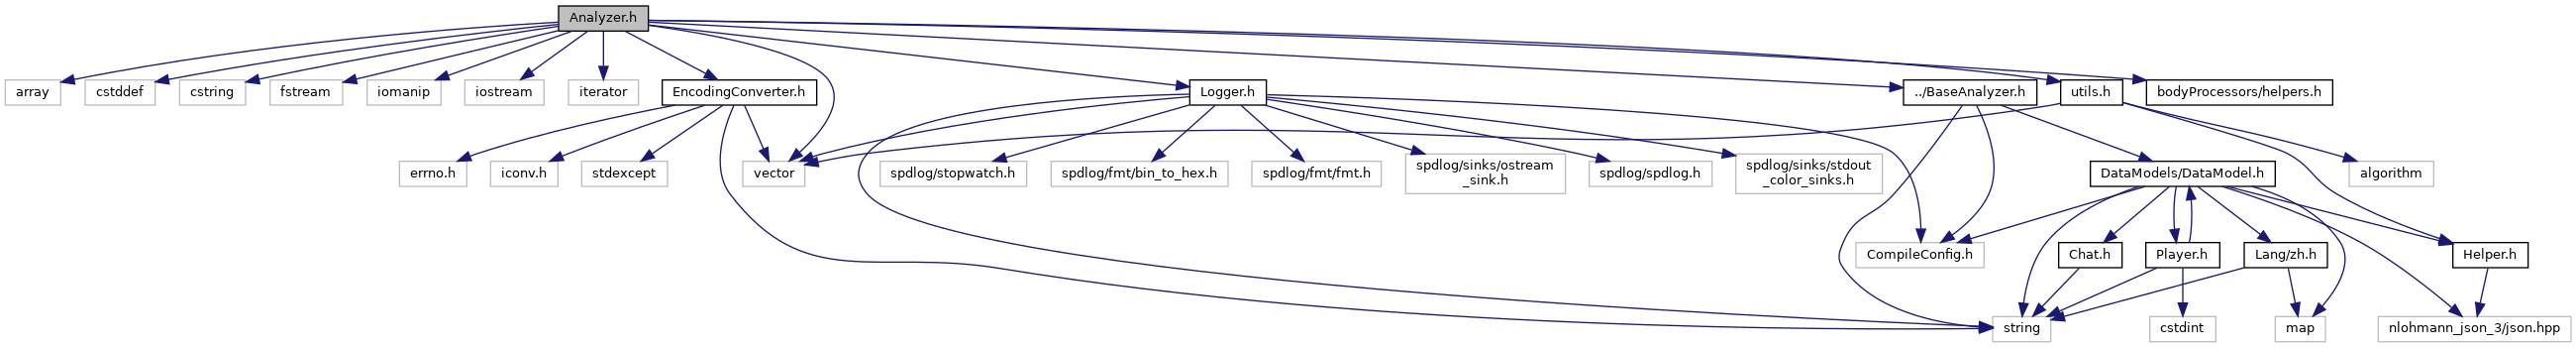 Analyzer.h
array
cstddef
cstring
fstream
iomanip
iostream
iterator
EncodingConverter.h
Logger.h
../BaseAnalyzer.h
utils.h
bodyProcessors/helpers.h
errno.h
iconv.h
stdexcept
vector
spdlog/stopwatch.h
spdlog/fmt/bin_to_hex.h
spdlog/fmt/fmt.h
spdlog/sinks/ostream
_sink.h
spdlog/spdlog.h
spdlog/sinks/stdout
_color_sinks.h
DataModels/DataModel.h
algorithm
CompileConfig.h
Chat.h
Player.h
Lang/zh.h
Helper.h
string
cstdint
map
nlohmann_json_3/json.hpp